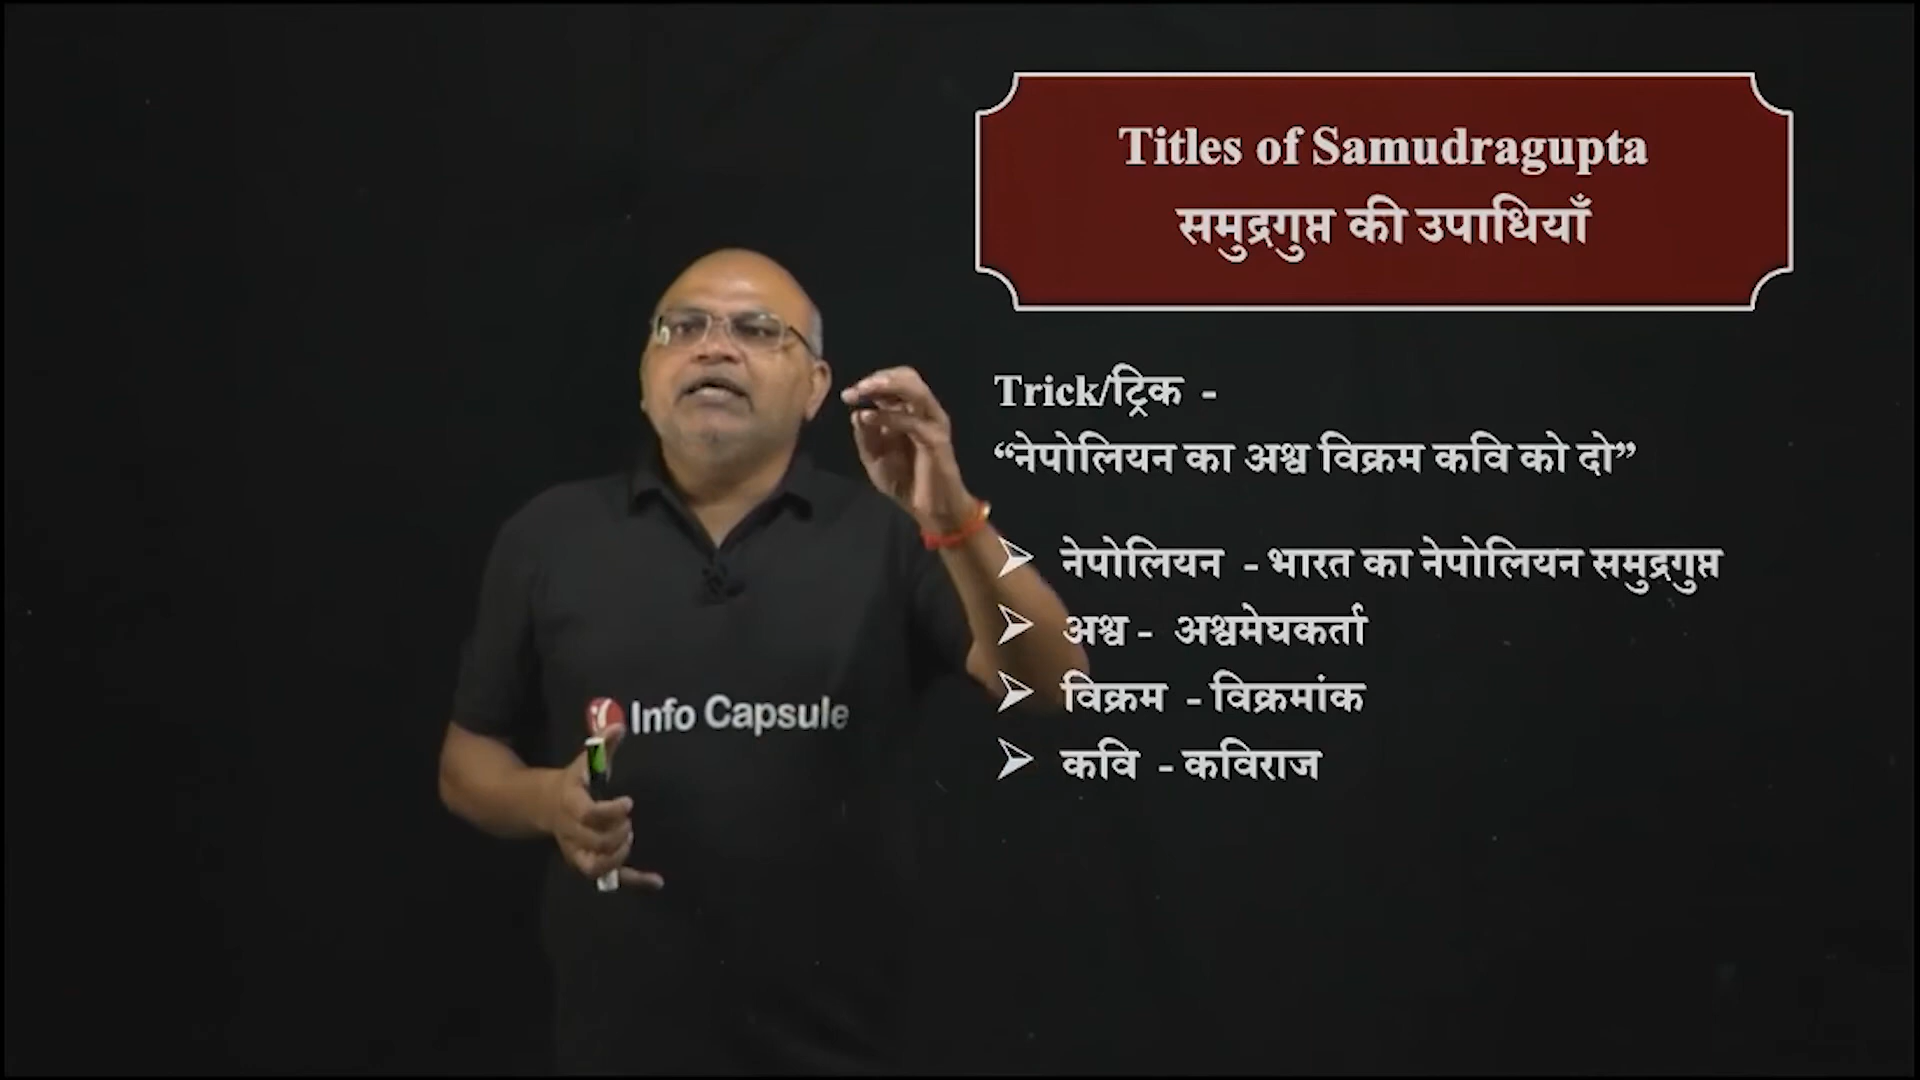 Titles of Samudragupta
समुद्रगुप्त की उपाधियाँ
Trick/ट्रिक -
“नेपोलियन का अश्व विक्रम कवि को दो”
नेपोलियन - भारत का नेपोलियन समुद्रगुप्त
अश्व - अश्वमेघकर्ता
विक्रम - विक्रमांक
कवि - कविराज
Info Capsule